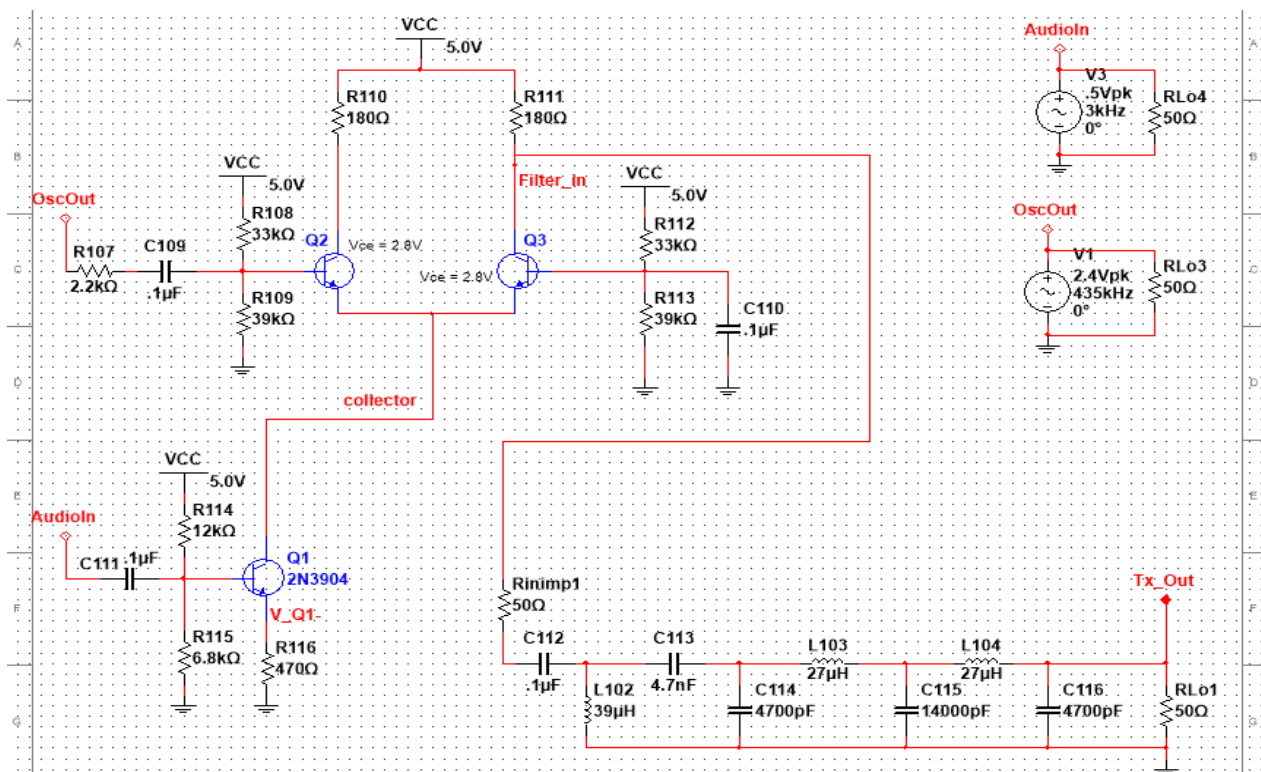 VCC
5.0V
R110
180Ω
R111
180Ω
AudioIn
V3
.5Vpk
3kHz
0°
RLo4
50Ω
OscOut
R107
2.2kΩ
C109
.1µF
VCC
5.0V
R108
33kΩ
R109
39kΩ
Q2
Vce = 2.8V
Vce = 2.8V
Filter_in
Q3
VCC
5.0V
R112
33kΩ
R113
39kΩ
C110
.1µF
OscOut
V1
2.4Vpk
435kHz
0°
RLo3
50Ω
collector
VCC
5.0V
R114
12kΩ
AudioIn
C111
.1µF
Q1
2N3904
V_Q1-
R115
6.8kΩ
R116
470Ω
Rinimp1
50Ω
C112
.1µF
L102
39µH
C113
4.7nF
C114
4700pF
L103
27µH
C115
14000pF
L104
27µH
C116
4700pF
Tx_Out
RLo1
50Ω
A
B
C
D
E
F
G
A
B
C
D
E
F
G